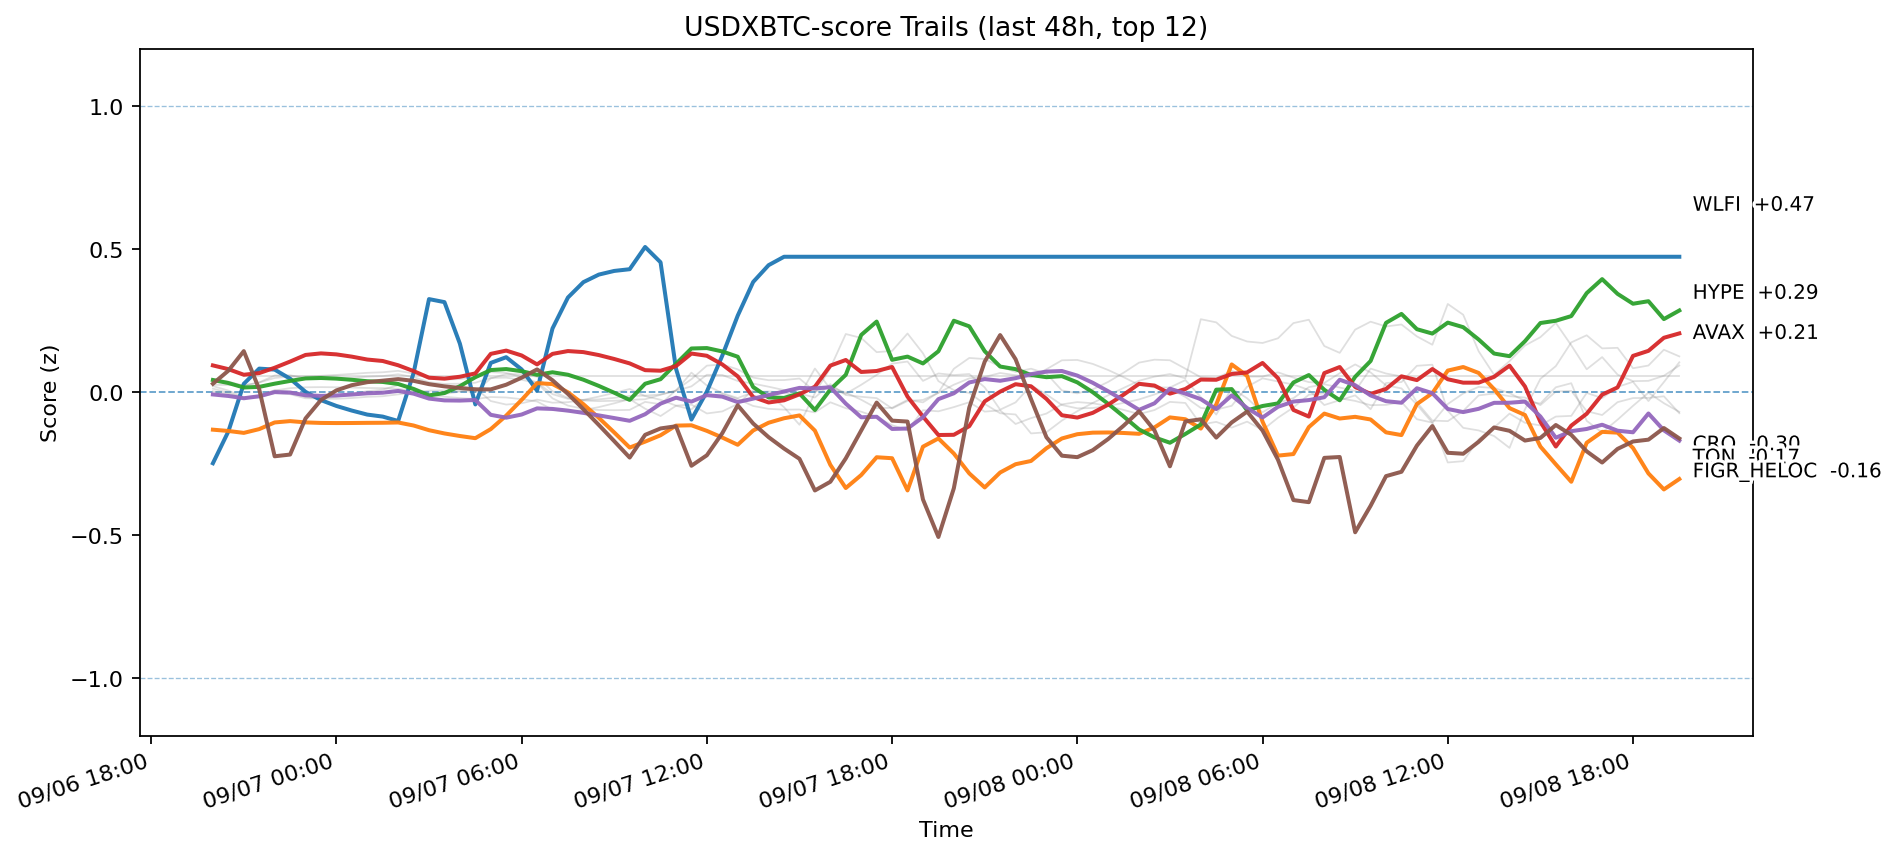 USDXBTC-score Trails (last 48h, top 12)
Score (z)
1.0
0.5
0.0
−0.5
−1.0
WLFI +0.47
HYPE +0.29
AVAX +0.21
CRO -0.30
TON -0.17
FIGR_HELOC -0.16
09/06 18:00
09/07 00:00
09/07 06:00
09/07 12:00
09/07 18:00
09/08 00:00
09/08 06:00
09/08 12:00
09/08 18:00
Time